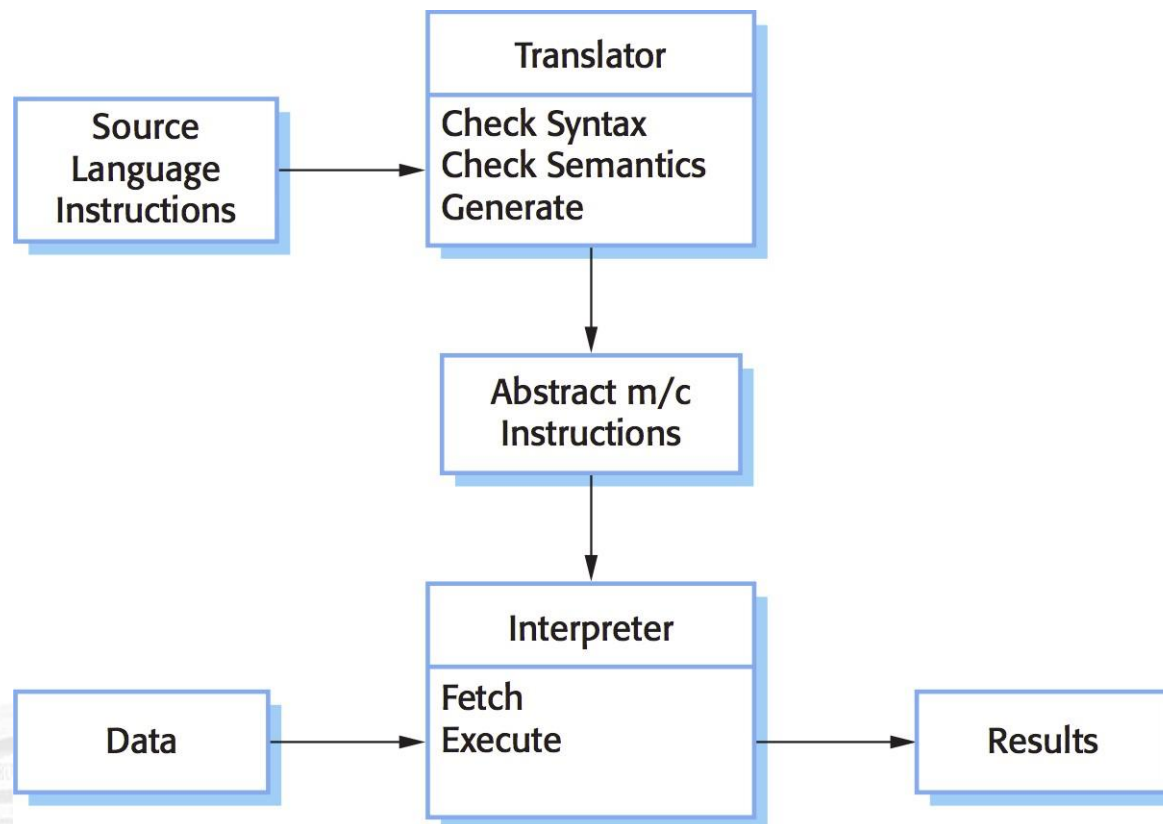 Translator
Check Syntax
Check Semantics
Generate
Source
Language
Instructions
Abstract m/c
Instructions
Interpreter
Fetch
Execute
Data
Results